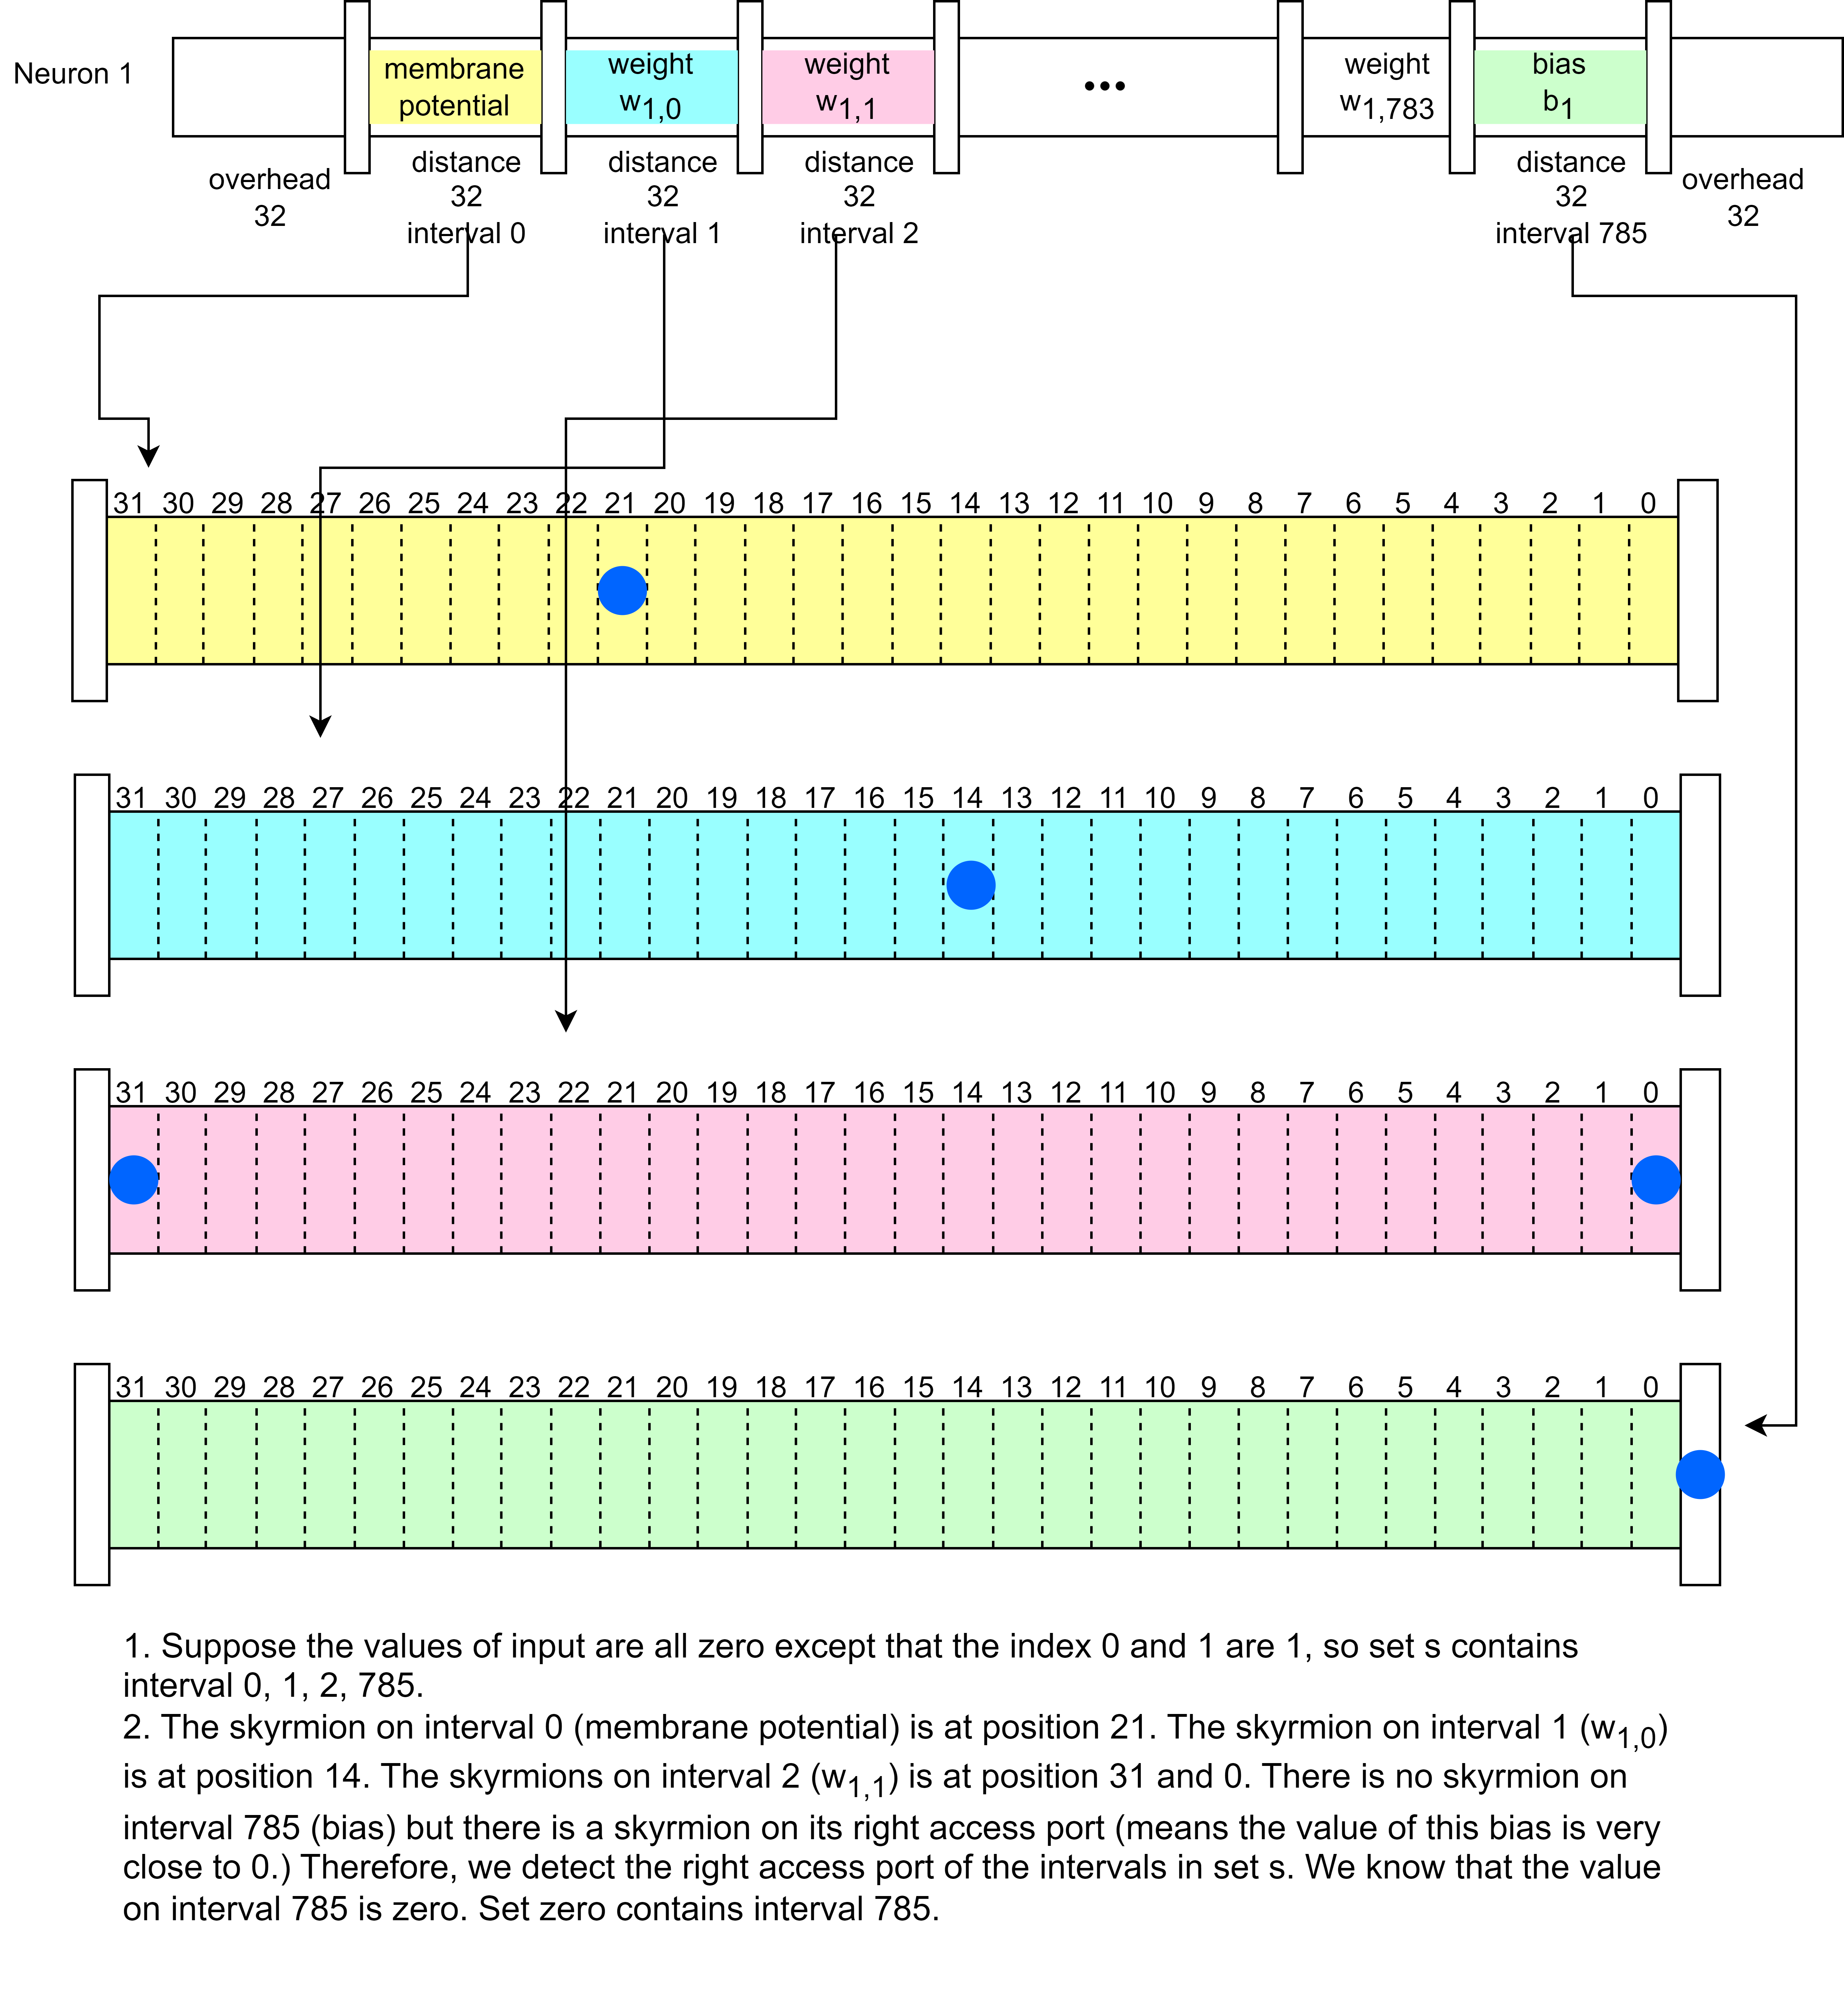 Neuron 1
membrane
potential
weight
w1,0
weight
w1,1
•••
weight
w1,783
bias
b1
overhead
32
distance
32
interval 0
distance
32
interval 1
distance
32
interval 2
distance
32
interval 785
overhead
32
31 30 29 28 27 26 25 24 23 22 21 20 19 18 17 16 15 14 13 12 11 10 9 8 7 6 5 4 3 2 1 0
31 30 29 28 27 26 25 24 23 22 21 20 19 18 17 16 15 14 13 12 11 10 9 8 7 6 5 4 3 2 1 0
31 30 29 28 27 26 25 24 23 22 21 20 19 18 17 16 15 14 13 12 11 10 9 8 7 6 5 4 3 2 1 0
31 30 29 28 27 26 25 24 23 22 21 20 19 18 17 16 15 14 13 12 11 10 9 8 7 6 5 4 3 2 1 0
1. Suppose the values of input are all zero except that the index 0 and 1 are 1, so set s contains
interval 0, 1, 2, 785.
2. The skyrmion on interval 0 (membrane potential) is at position 21. The skyrmion on interval 1 (w1,0)
is at position 14. The skyrmions on interval 2 (w1,1) is at position 31 and 0. There is no skyrmion on
interval 785 (bias) but there is a skyrmion on its right access port (means the value of this bias is very
close to 0.) Therefore, we detect the right access port of the intervals in set s. We know that the value
on interval 785 is zero. Set zero contains interval 785.